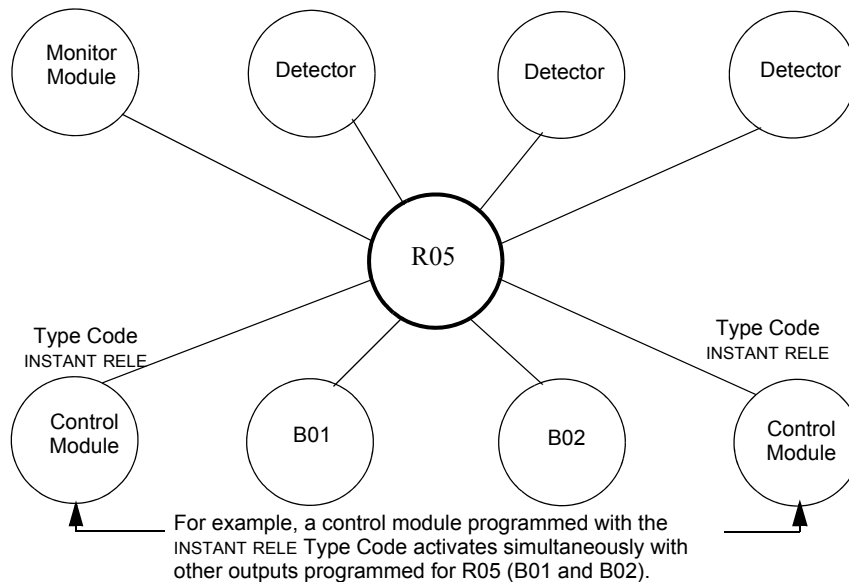 Monitor
Module
Detector
Detector
Detector
R05
Type Code
INSTANT RELE
Type Code
INSTANT RELE
Control
Module
B01
B02
Control
Module
For example, a control module programmed with the
INSTANT RELE Type Code activates simultaneously with
other outputs programmed for R05 (B01 and B02).